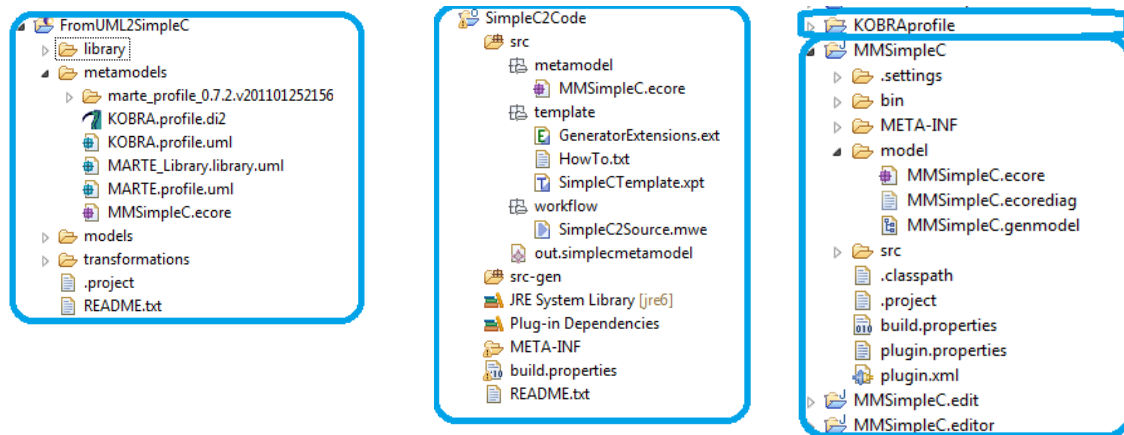 FromUML2SimpleC
library
metamodels
marte_profile_0.7.2.v201101252156
KOBRA.profile.di2
KOBRA.profile.uml
MARTE_Library.library.uml
MARTE.profile.uml
MMSimpleC.ecore
models
transformations
.project
README.txt
SimpleC2Code
src
metamodel
MMSimpleC.ecore
template
GeneratorExtensions.ext
HowTo.txt
SimpleCTemplate.xpt
workflow
SimpleC2Source.mwe
out.simplecmetamodel
src-gen
JRE System Library [jre6]
Plug-in Dependencies
META-INF
build.properties
README.txt
KOBRAprofile
MMSimpleC
.settings
bin
META-INF
model
MMSimpleC.ecore
MMSimpleC.ecorediag
MMSimpleC.genmodel
src
.classpath
.project
build.properties
plugin.properties
plugin.xml
MMSimpleC.edit
MMSimpleC.editor